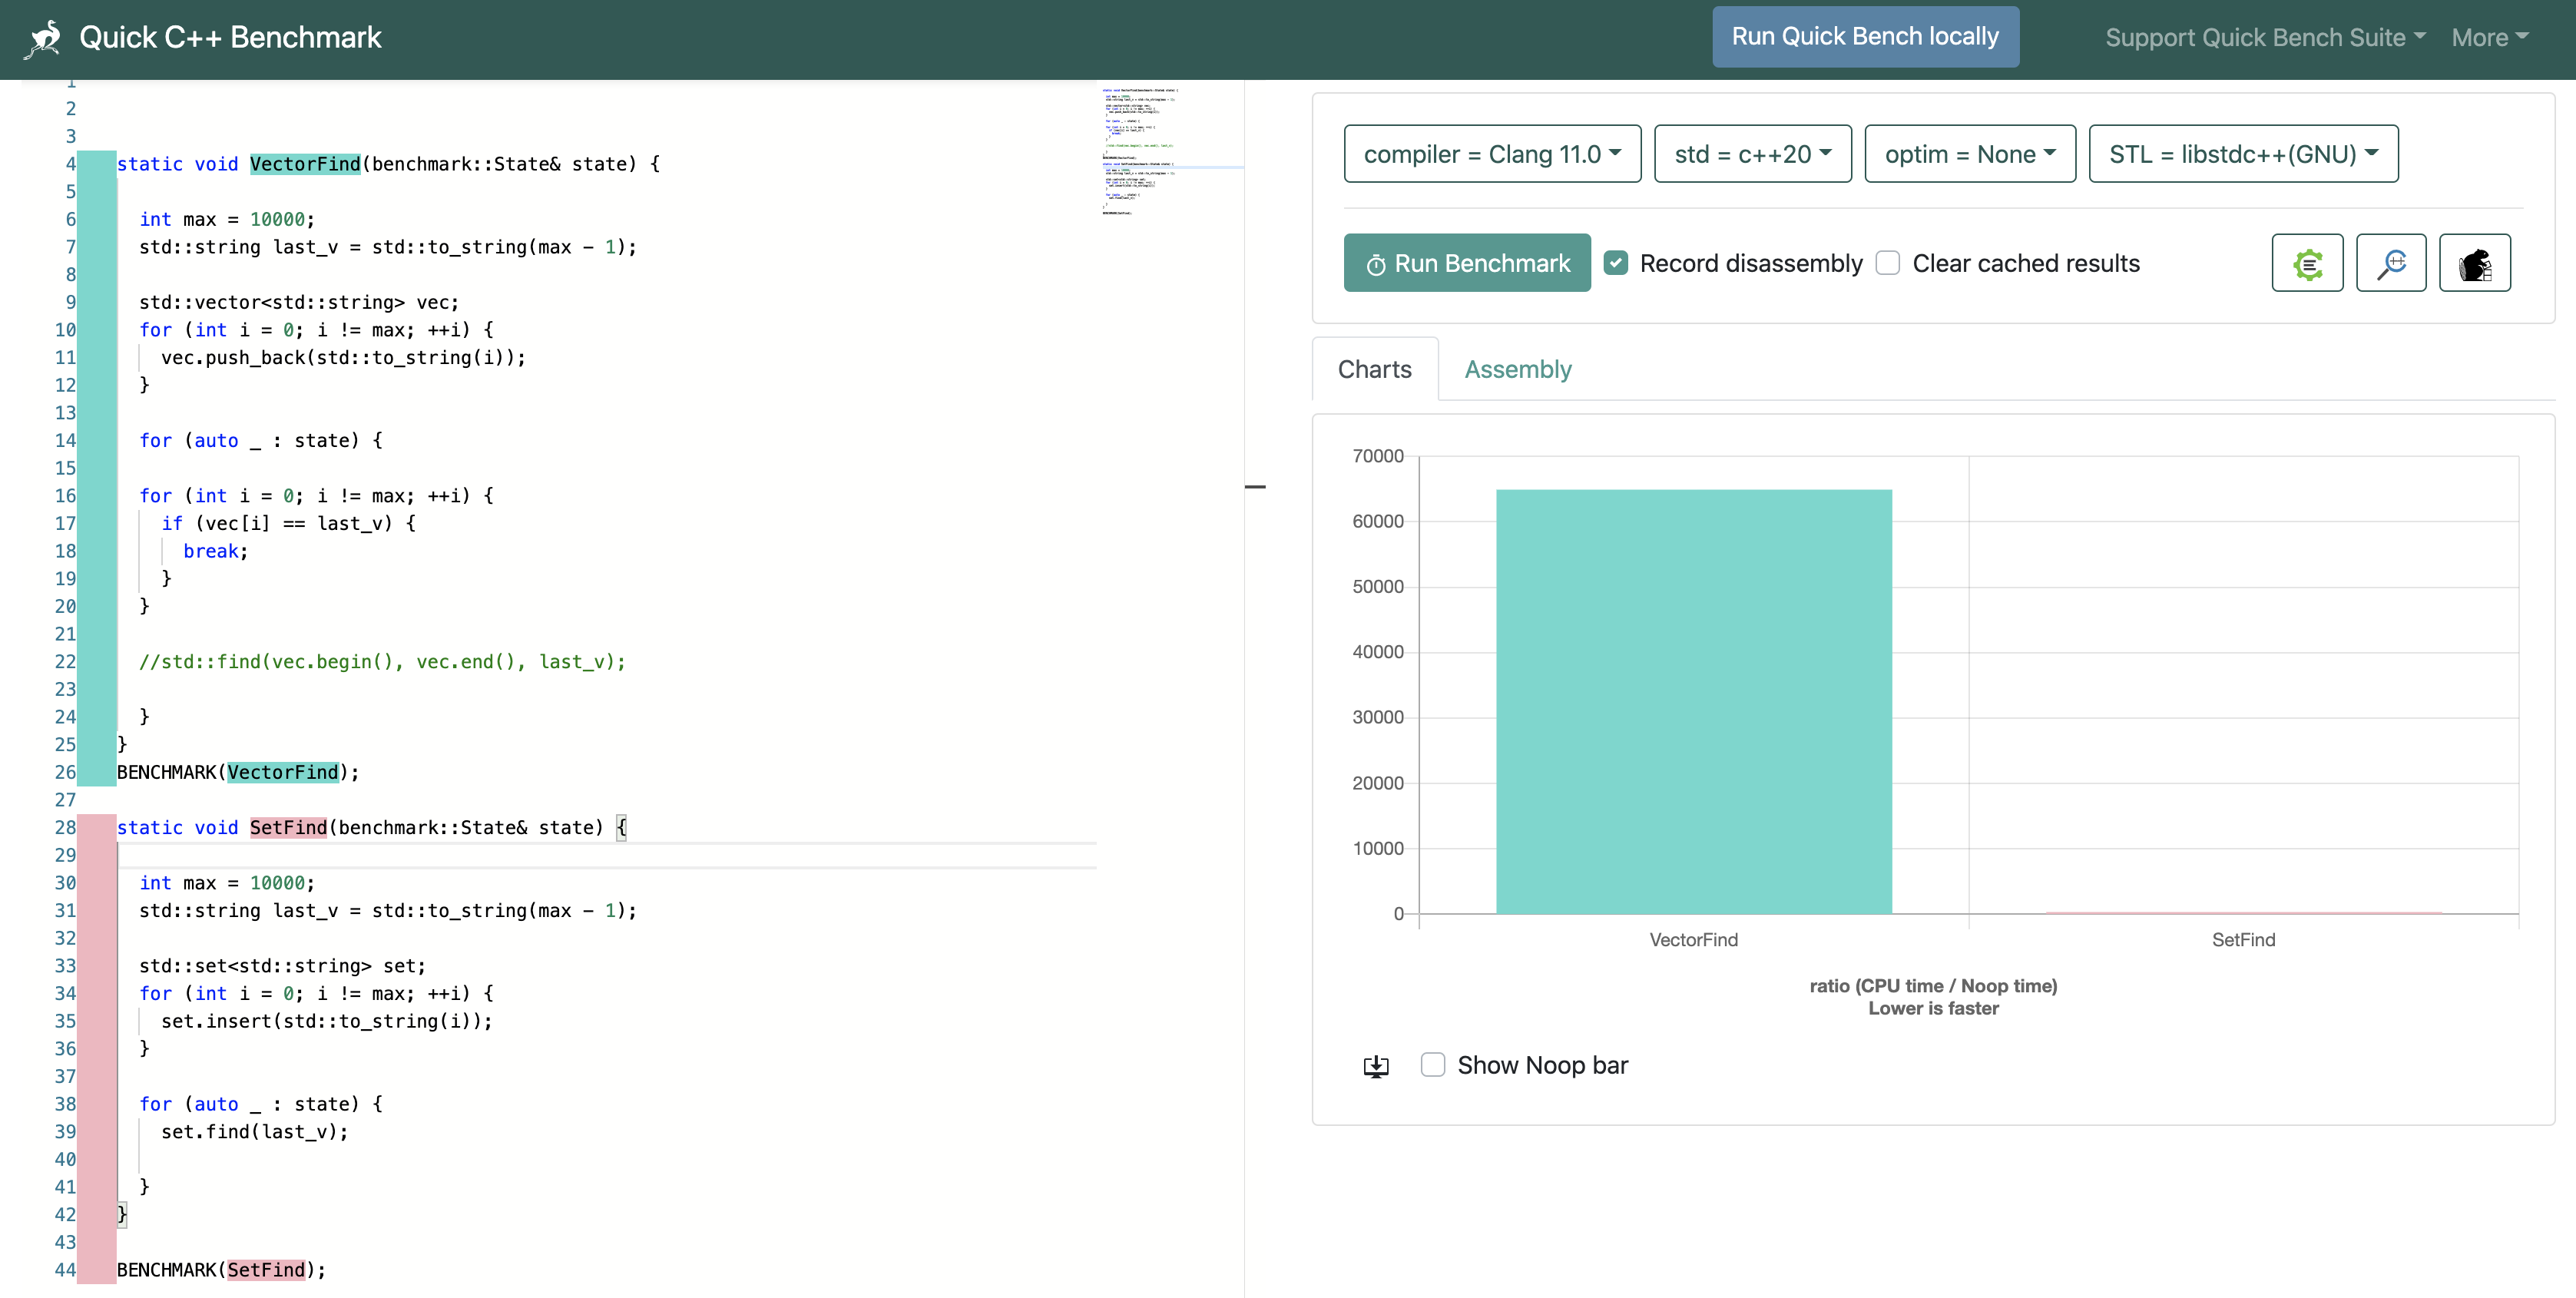 Quick C++ Benchmark
Run Quick Bench locally
Support Quick Bench Suite
More
1
2
3
4 static void VectorFind(benchmark::State& state) {
5
6 int max = 10000;
7 std::string last_v = std::to_string(max - 1);
8
9 std::vector<std::string> vec;
10 for (int i = 0; i != max; ++i) {
11 vec.push_back(std::to_string(i));
12 }
13
14 for (auto _ : state) {
15
16 for (int i = 0; i != max; ++i) {
17 if (vec[i] == last_v) {
18 break;
19 }
20 }
21
22 //std::find(vec.begin(), vec.end(), last_v);
23
24 }
25 }
26 BENCHMARK(VectorFind);
27
28 static void SetFind(benchmark::State& state) {
29
30 int max = 10000;
31 std::string last_v = std::to_string(max - 1);
32
33 std::set<std::string> set;
34 for (int i = 0; i != max; ++i) {
35 set.insert(std::to_string(i));
36 }
37
38 for (auto _ : state) {
39 set.find(last_v);
40
41 }
42 }
43
44 BENCHMARK(SetFind);
compiler = Clang 11.0
std = c++20
optim = None
STL = libstdc++(GNU)
Run Benchmark
Record disassembly
Clear cached results
Charts
Assembly
70000
60000
50000
40000
30000
20000
10000
0
VectorFind
SetFind
ratio (CPU time / Noop time)
Lower is faster
Show Noop bar